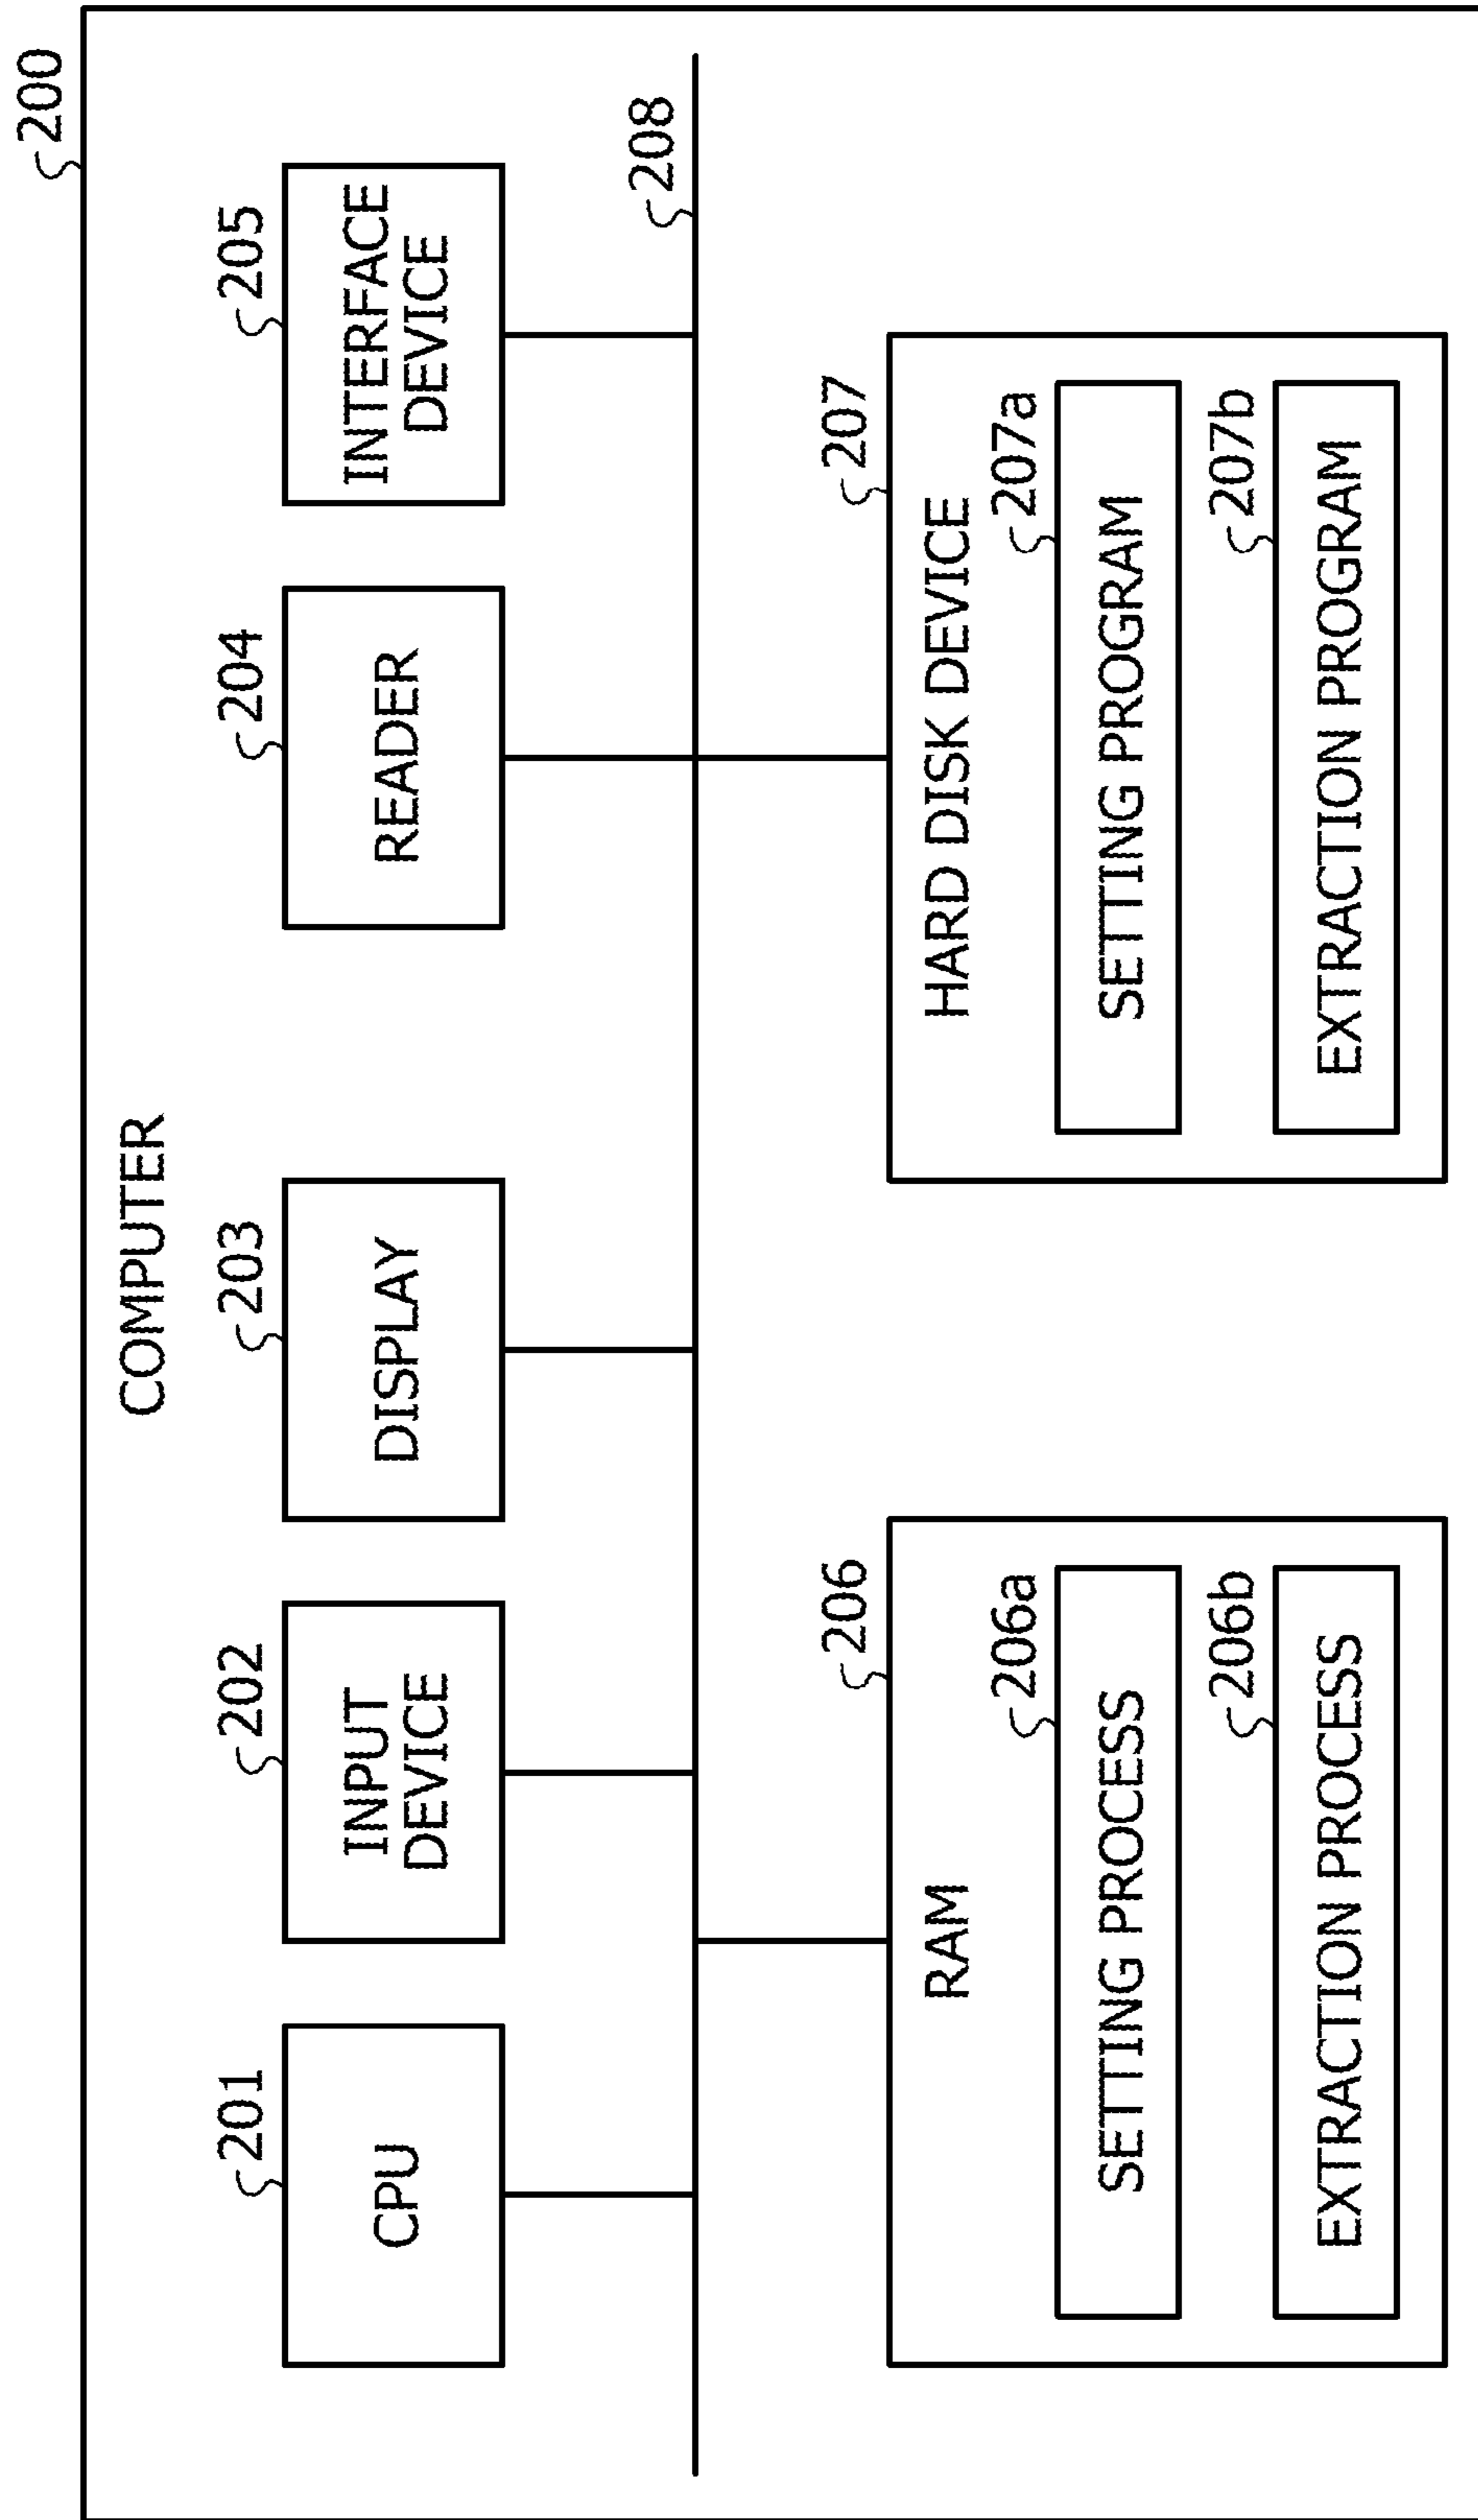 200
COMPUTER
201
CPU
202
INPUT
DEVICE
203
DISPLAY
204
READER
205
INTERFACE
DEVICE
208
206
RAM
206a
SETTING PROCESS
206b
EXTRACTION PROCESS
207
HARD DISK DEVICE
207a
SETTING PROGRAM
207b
EXTRACTION PROGRAM